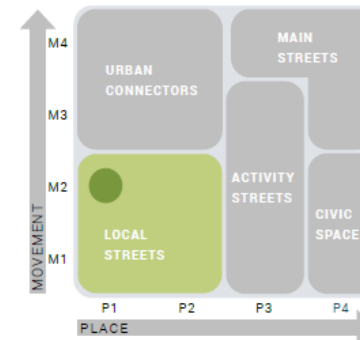 M4
MAIN
STREETS
URBAN
CONNECTORS
M3
M2
ACTIVITY
STREETS
CIVIC
SPACE
LOCAL
STREETS
M1
MOVEMENT
P1 P2 P3 P4
PLACE